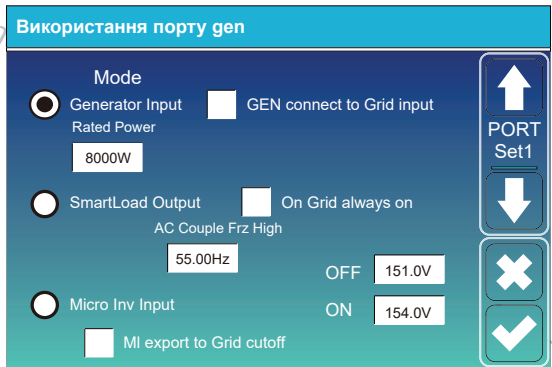 Використання порту gen
Mode
Generator Input
GEN connect to Grid input
Rated Power
8000W
PORT
Set1
SmartLoad Output
On Grid always on
AC Couple Frz High
55.00Hz
OFF 151.0V
Micro Inv Input
ON 154.0V
MI export to Grid cutoff